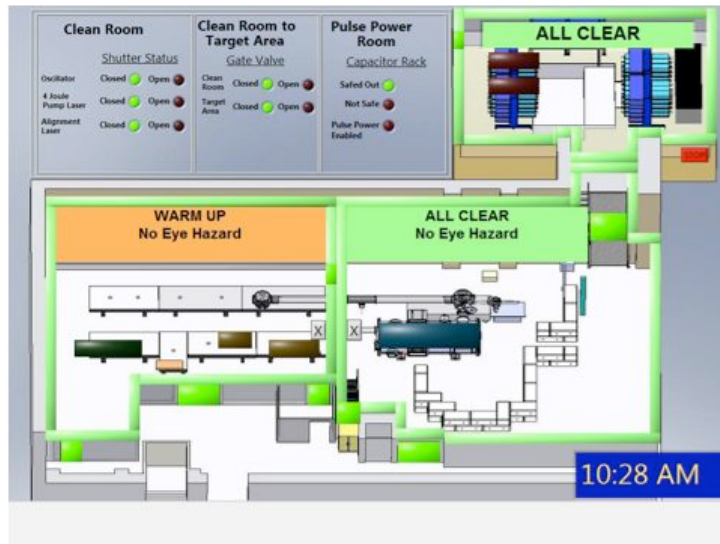 Clean Room
Shutter Status
Oscillator Closed Open
4 Joule
Pump Laser Closed Open
Alignment
Laser Closed Open
Clean Room to
Target Area
Gate Valve
Clean
Room Closed Open
Target
Area Closed Open
Pulse Power
Room
Capacitor Rack
Safed Out
Not Safe
Pulse Power
Enabled
ALL CLEAR
STOP
WARM UP
No Eye Hazard
ALL CLEAR
No Eye Hazard
X X
10:28 AM